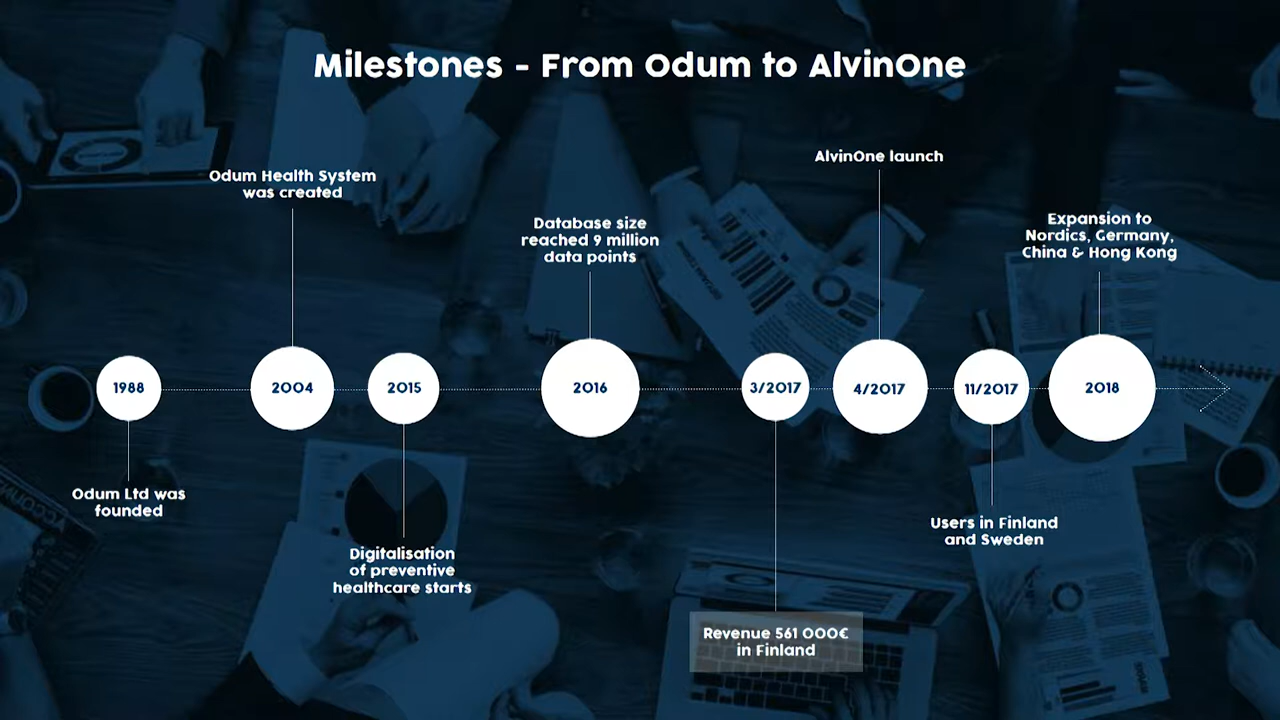 Milestones - From Odum to AlvinOne
AlvinOne launch
Odum Health System
was created
Database size
reached 9 million
data points
Expansion to
Nordics, Germany,
China & Hong Kong
1988
2004
2015
2016
3/2017
4/2017
11/2017
2018
Odum Ltd was
founded
Digitalisation
of preventive
healthcare starts
Users in Finland
and Sweden
Revenue 561 000€
in Finland